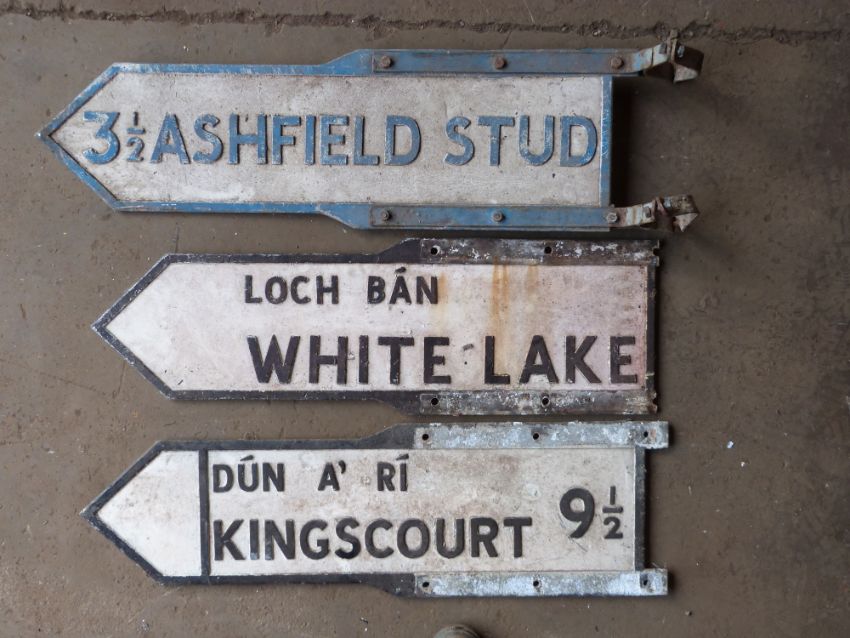 3½ ASHFIELD STUD
LOCH BÁN
WHITE LAKE
DÚN A' RÍ
KINGSCOURT 9½